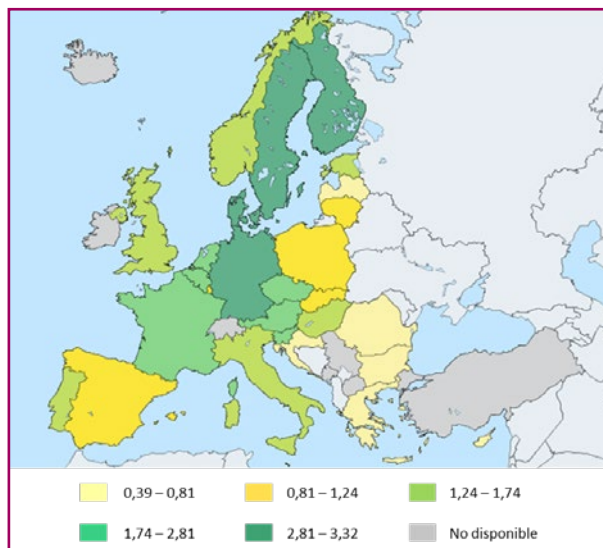 0,39 – 0,81
0,81 – 1,24
1,24 – 1,74
1,74 – 2,81
2,81 – 3,32
No disponible